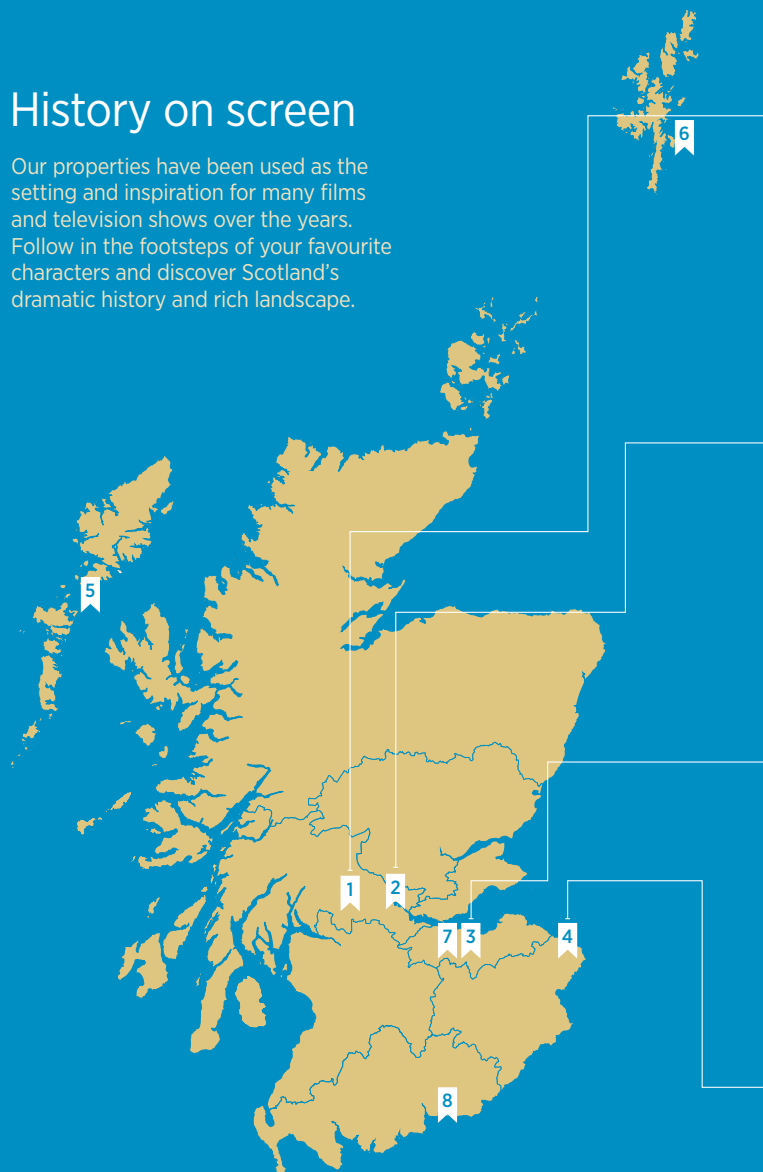 History on screen
Our properties have been used as the
setting and inspiration for many films
and television shows over the years.
Follow in the footsteps of your favourite
characters and discover Scotland’s
dramatic history and rich landscape.
6
5
1
2
7
3
4
8